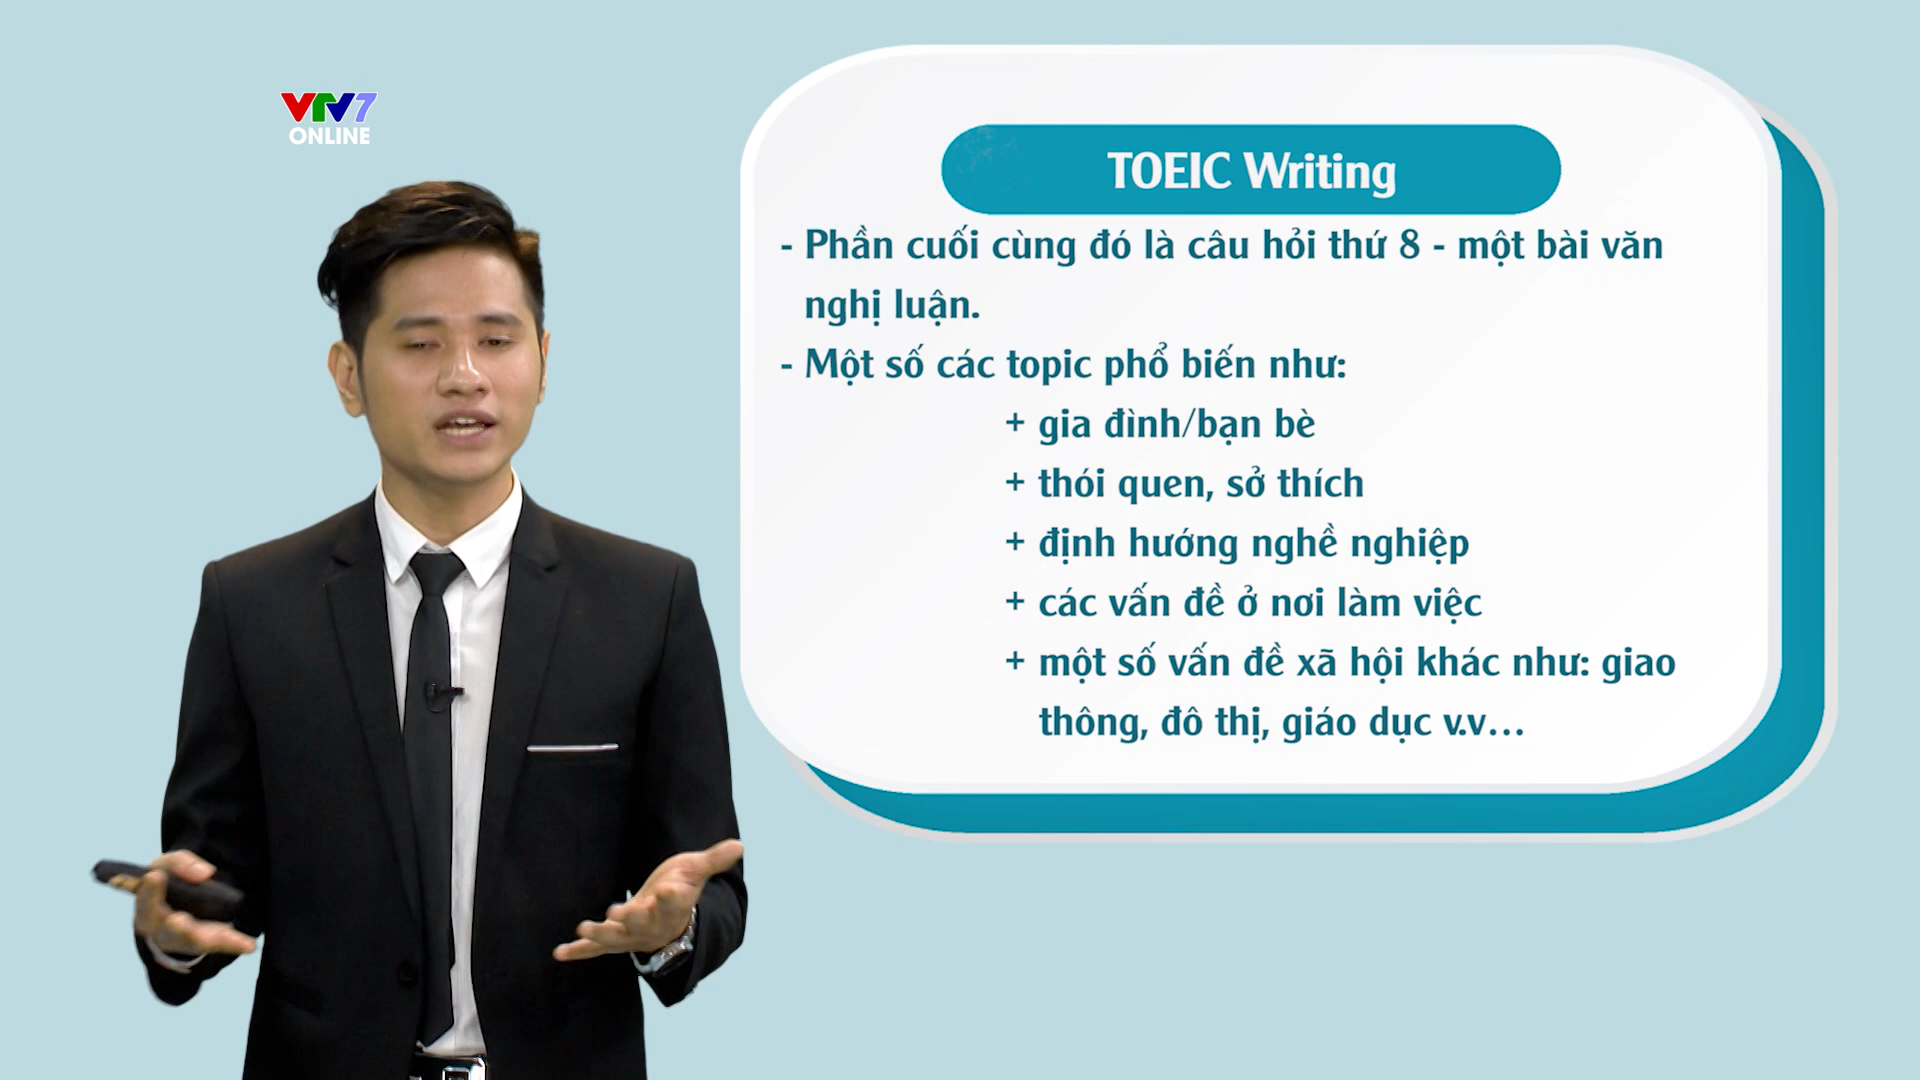 VTV7
ONLINE
TOEIC Writing
- Phần cuối cùng đó là câu hỏi thứ 8 - một bài văn
nghị luận.
- Một số các topic phổ biến như:
+ gia đình/bạn bè
+ thói quen, sở thích
+ định hướng nghề nghiệp
+ các vấn đề ở nơi làm việc
+ một số vấn đề xã hội khác như: giao
thông, đô thị, giáo dục v.v...